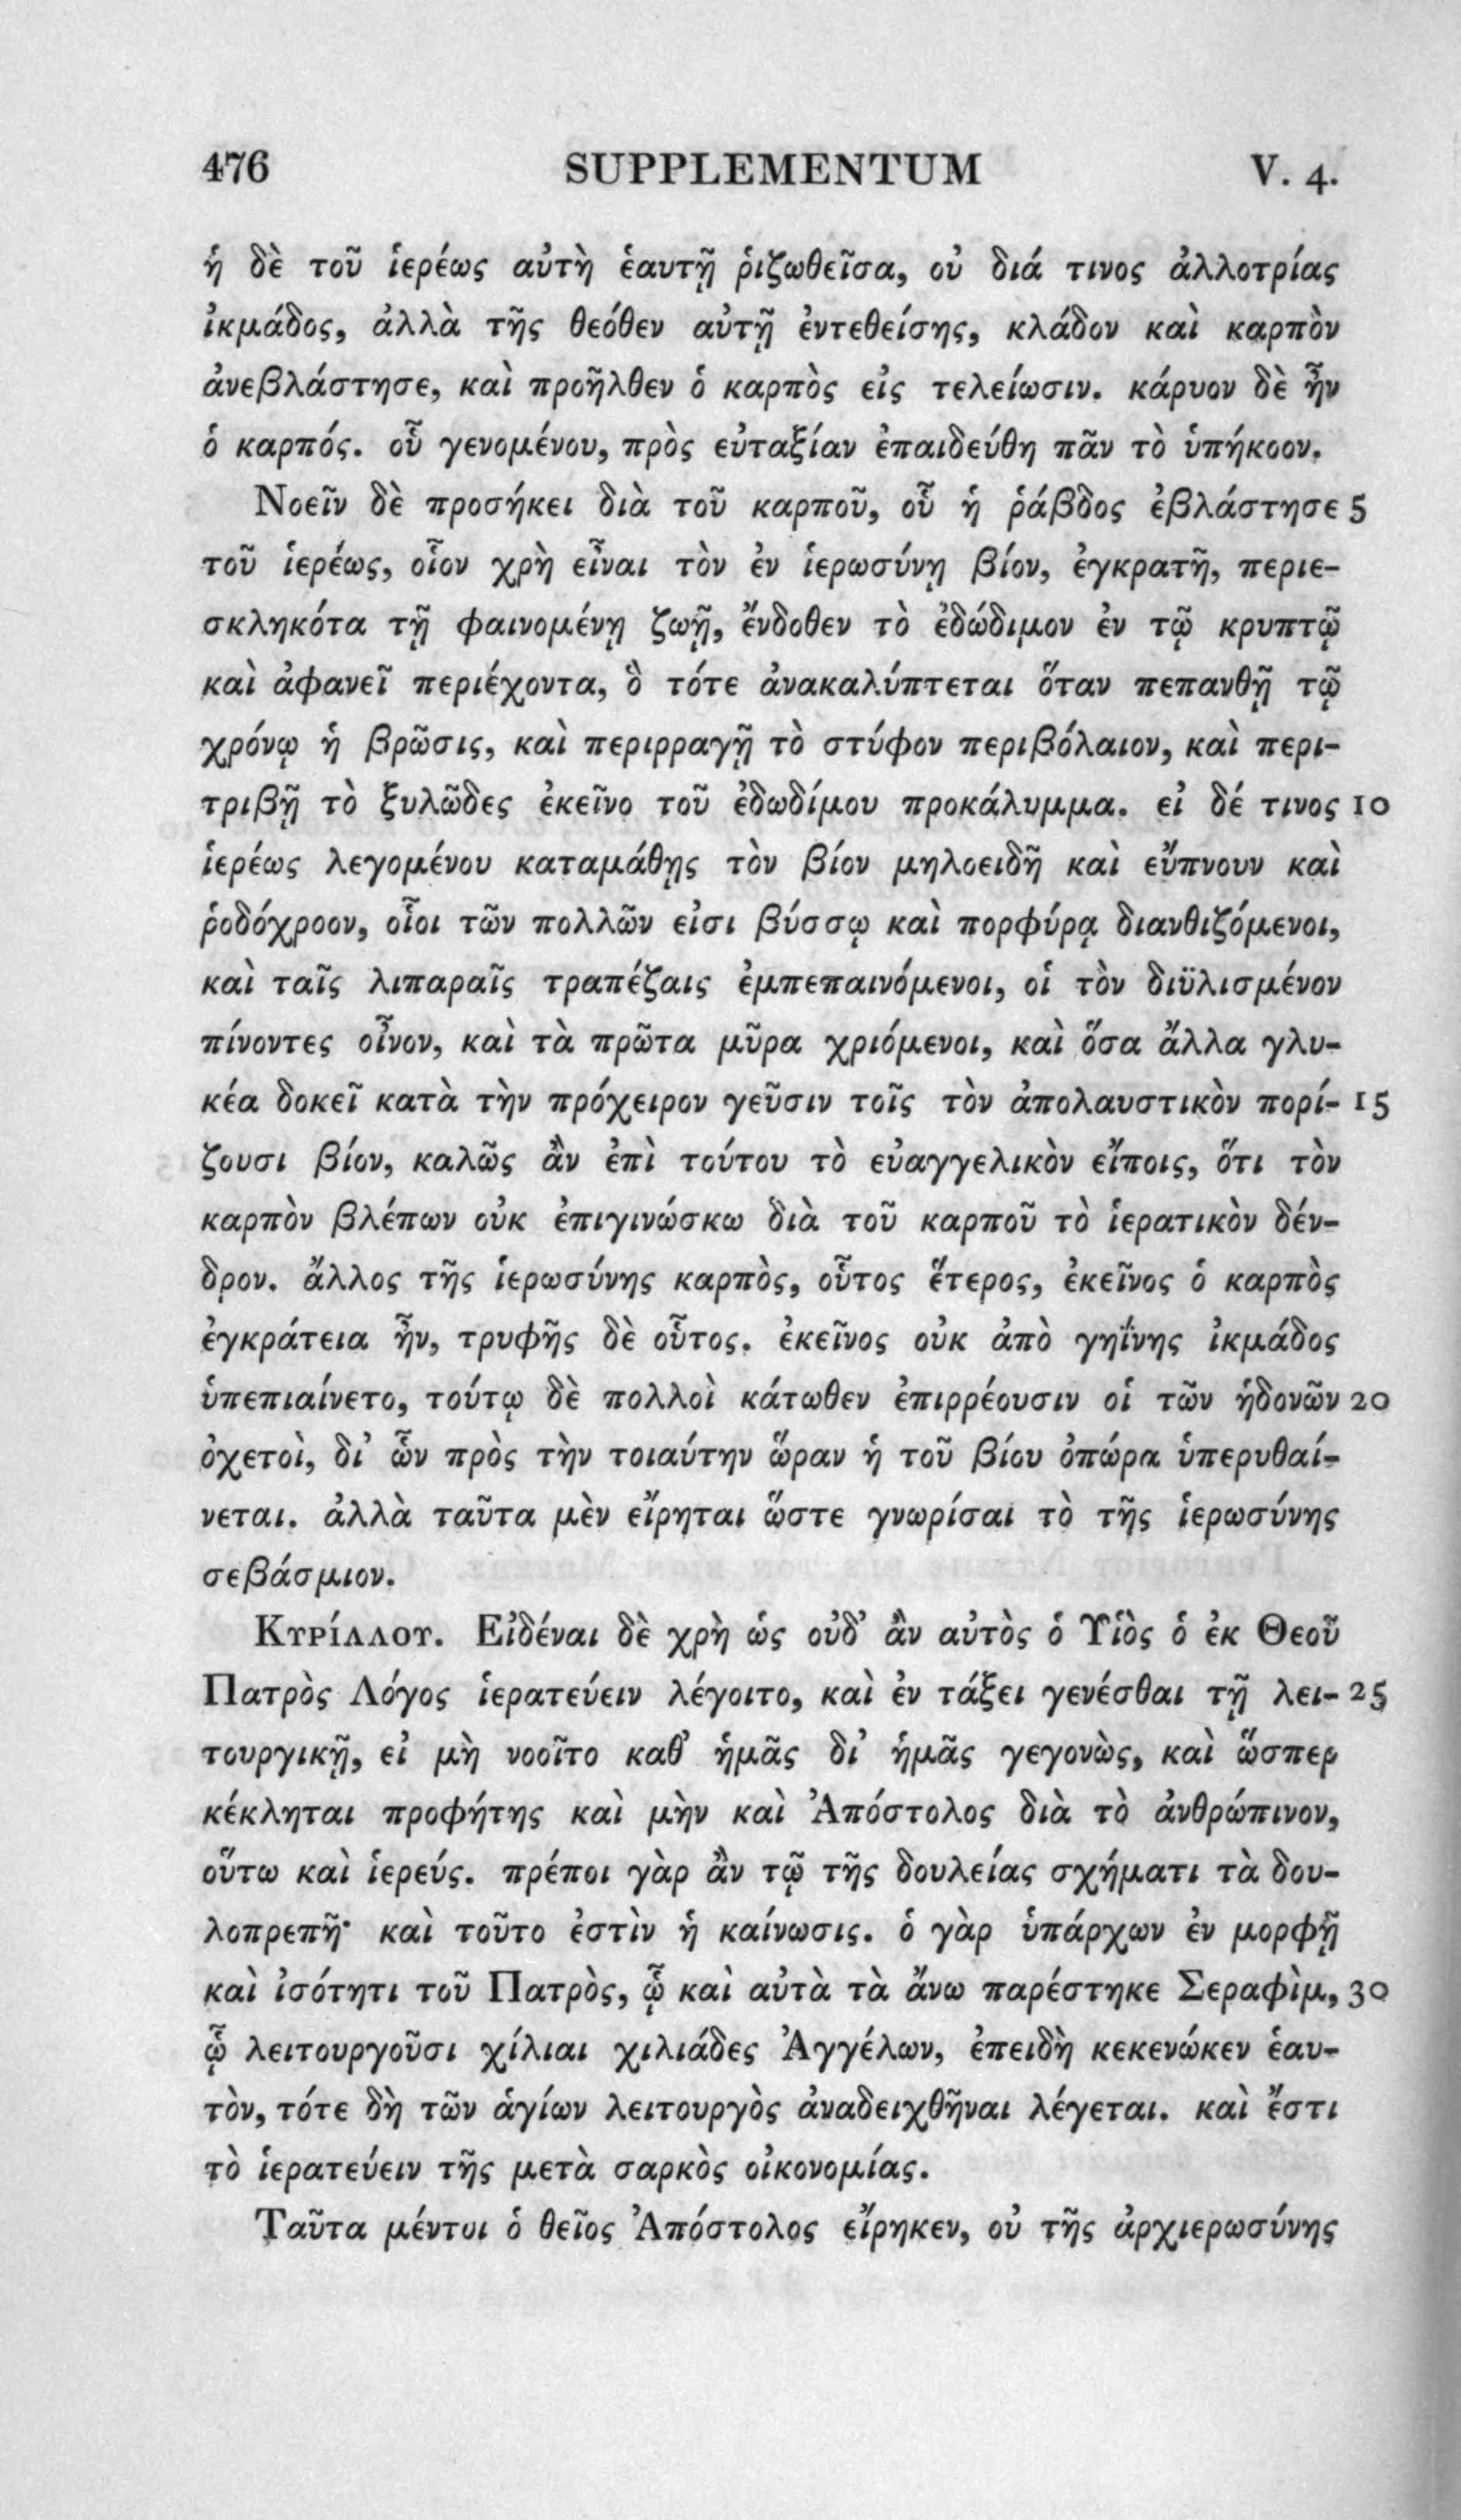 476 SUPPLEMENTUM V. 4.
ἡ δὲ τοῦ ἱερέως αὐτὴ ἑαυτῇ ῥιζωθεῖσα, οὐ διά τινος ἀλλοτρίας
ἰκμάδος, ἀλλὰ τῆς θεόθεν αὐτῇ ἐντεθείσης, κλάδον καὶ καρπὸν
ἀνεβλάστησε, καὶ προῆλθεν ὁ καρπὸς εἰς τελείωσιν. κάρυον δὲ ἦν
ὁ καρπός. οὗ γενομένου, πρὸς εὐταξίαν ἐπαιδεύθη πᾶν τὸ ὑπήκοον.
Νοεῖν δὲ προσήκει διὰ τοῦ καρποῦ, οὗ ἡ ῥάβδος ἐβλάστησε 5
τοῦ ἱερέως, οἷον χρὴ εἶναι τὸν ἐν ἱερωσύνῃ βίον, ἐγκρατῆ, περιε-
σκληκότα τῇ φαινομένῃ ζωῇ, ἔνδοθεν τὸ ἐδώδιμον ἐν τῷ κρυπτῷ
καὶ ἀφανεῖ περιέχοντα, ὃ τότε ἀνακαλύπτεται ὅταν πεπανθῇ τῷ
χρόνῳ ἡ βρῶσις, καὶ περιρραγῇ τὸ στύφον περιβόλαιον, καὶ περι-
τριβῇ τὸ ξυλῶδες ἐκεῖνο τοῦ ἐδωδίμου προκάλυμμα. εἰ δέ τινος 10
ἱερέως λεγομένου καταμάθῃς τὸν βίον μηλοειδῆ καὶ εὔπνουν καὶ
ῥοδόχροον, οἷοι τῶν πολλῶν εἰσι βύσσῳ καὶ πορφύρᾳ διανθιζόμενοι,
καὶ ταῖς λιπαραῖς τραπέζαις ἐμπεπαινόμενοι, οἱ τὸν διϋλισμένον
πίνοντες οἶνον, καὶ τὰ πρῶτα μῦρα χριόμενοι, καὶ ὅσα ἄλλα γλυ-
κέα δοκεῖ κατὰ τὴν πρόχειρον γεῦσιν τοῖς τὸν ἀπολαυστικὸν πορί- 15
ζουσι βίον, καλῶς ἂν ἐπὶ τούτου τὸ εὐαγγελικὸν εἴποις, ὅτι τὸν
καρπὸν βλέπων οὐκ ἐπιγινώσκω διὰ τοῦ καρποῦ τὸ ἱερατικὸν δέν-
δρον. ἄλλος τῆς ἱερωσύνης καρπὸς, οὗτος ἕτερος, ἐκεῖνος ὁ καρπὸς
ἐγκράτεια ἦν, τρυφῆς δὲ οὗτος. ἐκεῖνος οὐκ ἀπὸ γηΐνης ἰκμάδος
ὑπεπιαίνετο, τούτῳ δὲ πολλοὶ κάτωθεν ἐπιρρέουσιν οἱ τῶν ἡδονῶν 20
ὀχετοὶ, δι’ ὧν πρὸς τὴν τοιαύτην ὥραν ἡ τοῦ βίου ὀπώρα ὑπερυθαί-
νεται. ἀλλὰ ταῦτα μὲν εἴρηται ὥστε γνωρίσαι τὸ τῆς ἱερωσύνης
σεβάσμιον.
ΚΥΡΊΛΛΟΥ. Εἰδέναι δὲ χρὴ ὡς οὐδ’ ἂν αὐτὸς ὁ Υἱὸς ὁ ἐκ Θεοῦ
Πατρὸς Λόγος ἱερατεύειν λέγοιτο, καὶ ἐν τάξει γενέσθαι τῇ λει- 25
τουργικῇ, εἰ μὴ νοοῖτο καθ’ ἡμᾶς δι’ ἡμᾶς γεγονὼς, καὶ ὥσπερ
κέκληται προφήτης καὶ μὴν καὶ Ἀπόστολος διὰ τὸ ἀνθρώπινον,
οὕτω καὶ ἱερεύς. πρέποι γὰρ ἂν τῷ τῆς δουλείας σχήματι τὰ δου-
λοπρεπῆ· καὶ τοῦτο ἐστὶν ἡ καίνωσις. ὁ γὰρ ὑπάρχων ἐν μορφῇ
καὶ ἰσότητι τοῦ Πατρὸς, ᾧ καὶ αὐτὰ τὰ ἄνω παρέστηκε Σεραφὶμ, 30
ᾧ λειτουργοῦσι χίλιαι χιλιάδες Ἀγγέλων, ἐπειδὴ κεκενώκεν ἑαυ-
τὸν, τότε δὴ τῶν ἁγίων λειτουργὸς ἀναδειχθῆναι λέγεται. καὶ ἔστι
τὸ ἱερατεύειν τῆς μετὰ σαρκὸς οἰκονομίας.
Ταῦτα μέντοι ὁ θεῖος Ἀπόστολος εἴρηκεν, οὐ τῆς ἀρχιερωσύνης